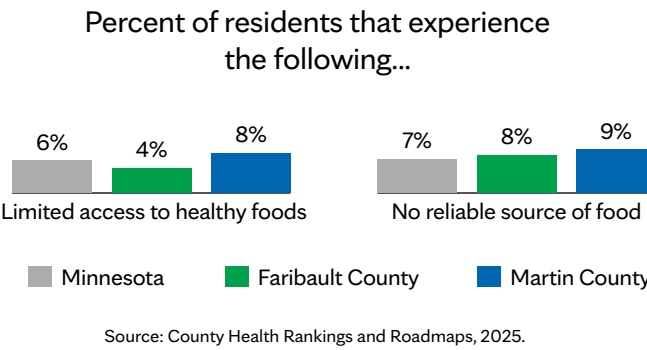 Percent of residents that experience
the following...
6%
4%
8%
7%
8%
9%
Limited access to healthy foods
No reliable source of food
Minnesota
Faribault County
Martin County
Source: County Health Rankings and Roadmaps, 2025.